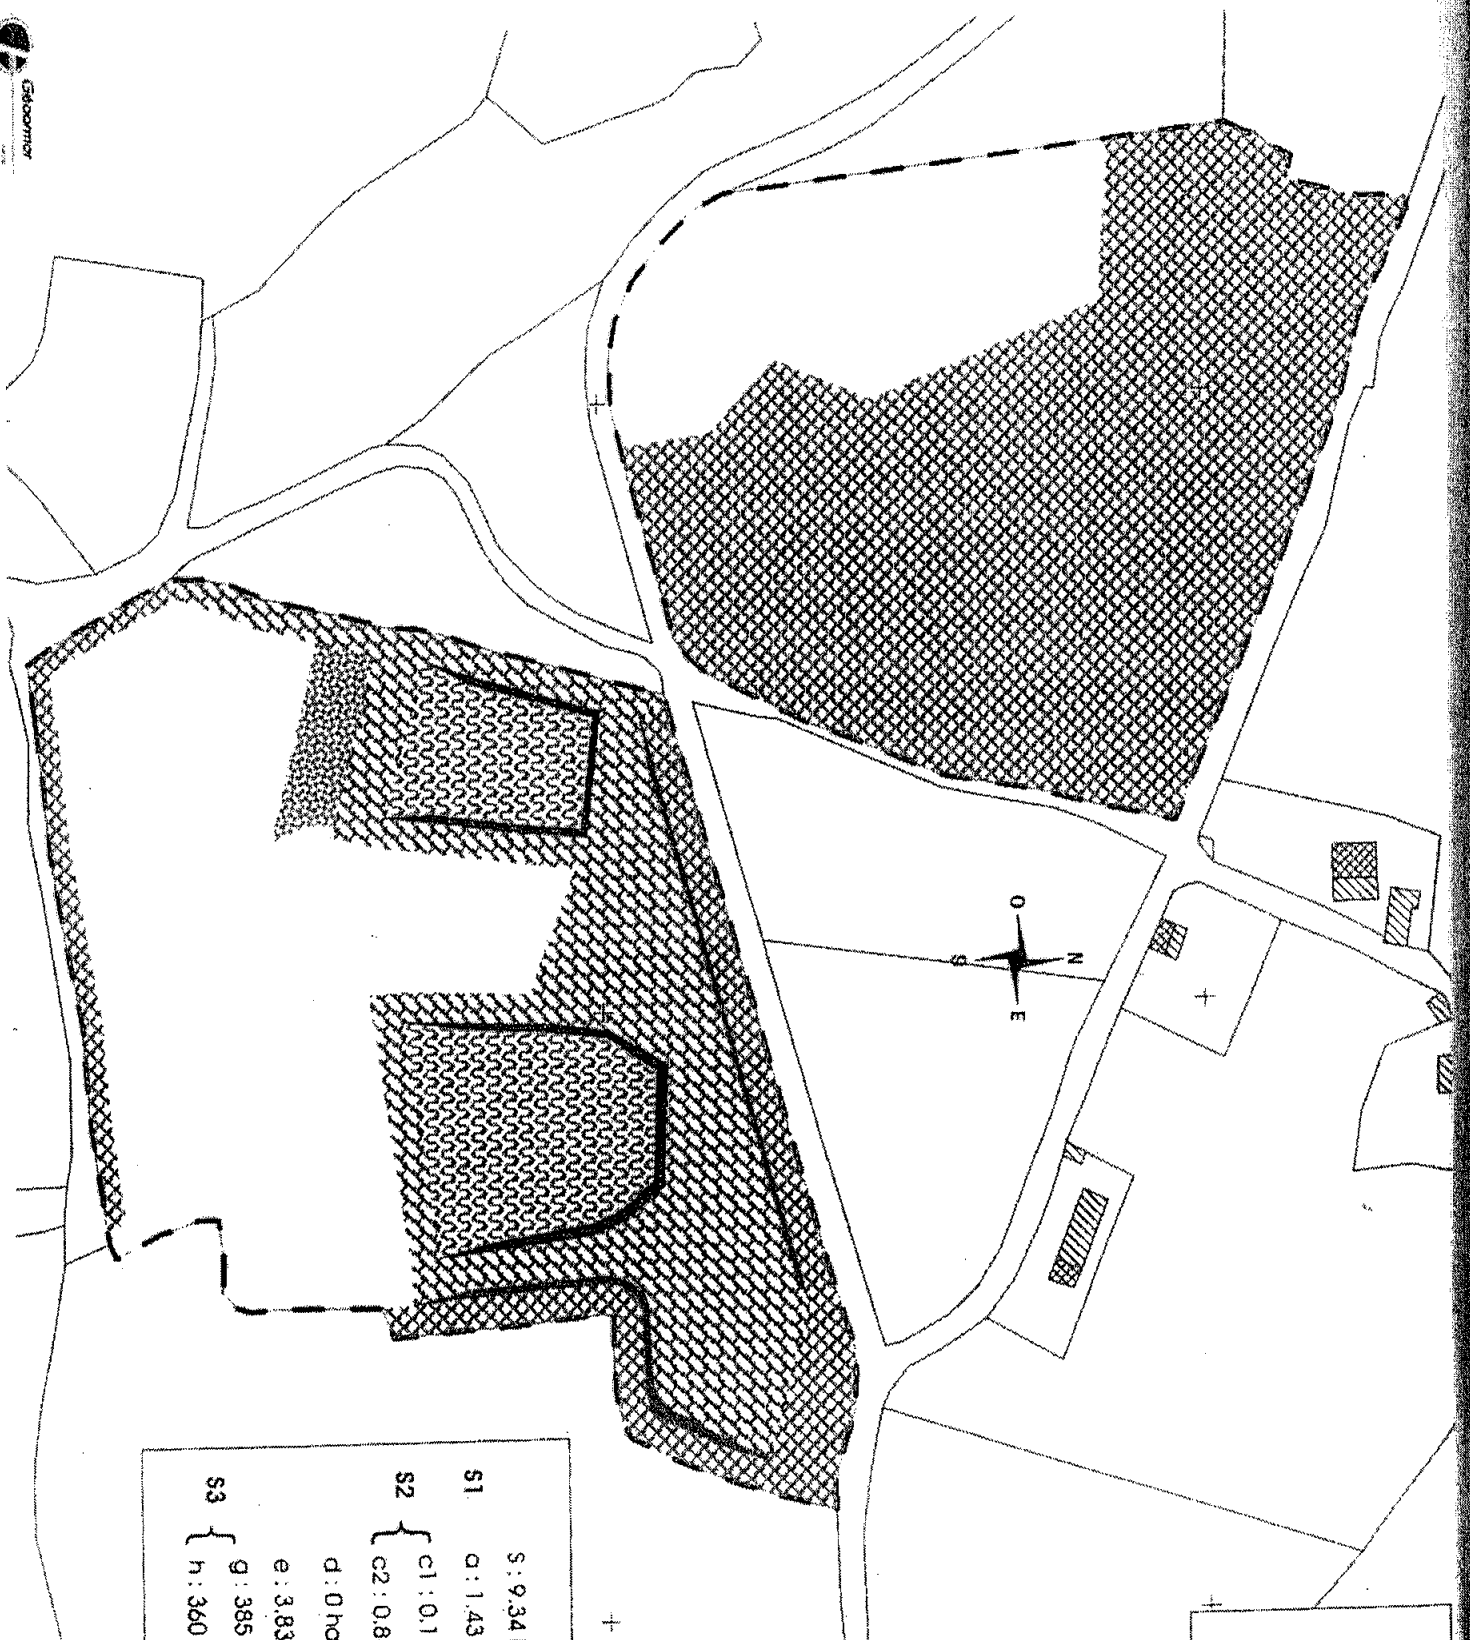 Géoarmor
N
O
E
S
S : 9.34
S1 a : 1.43
S2 { c1 : 0.1
c2 : 0.8
d : 0 ha
e : 3.83
S3 { g : 385
h : 360